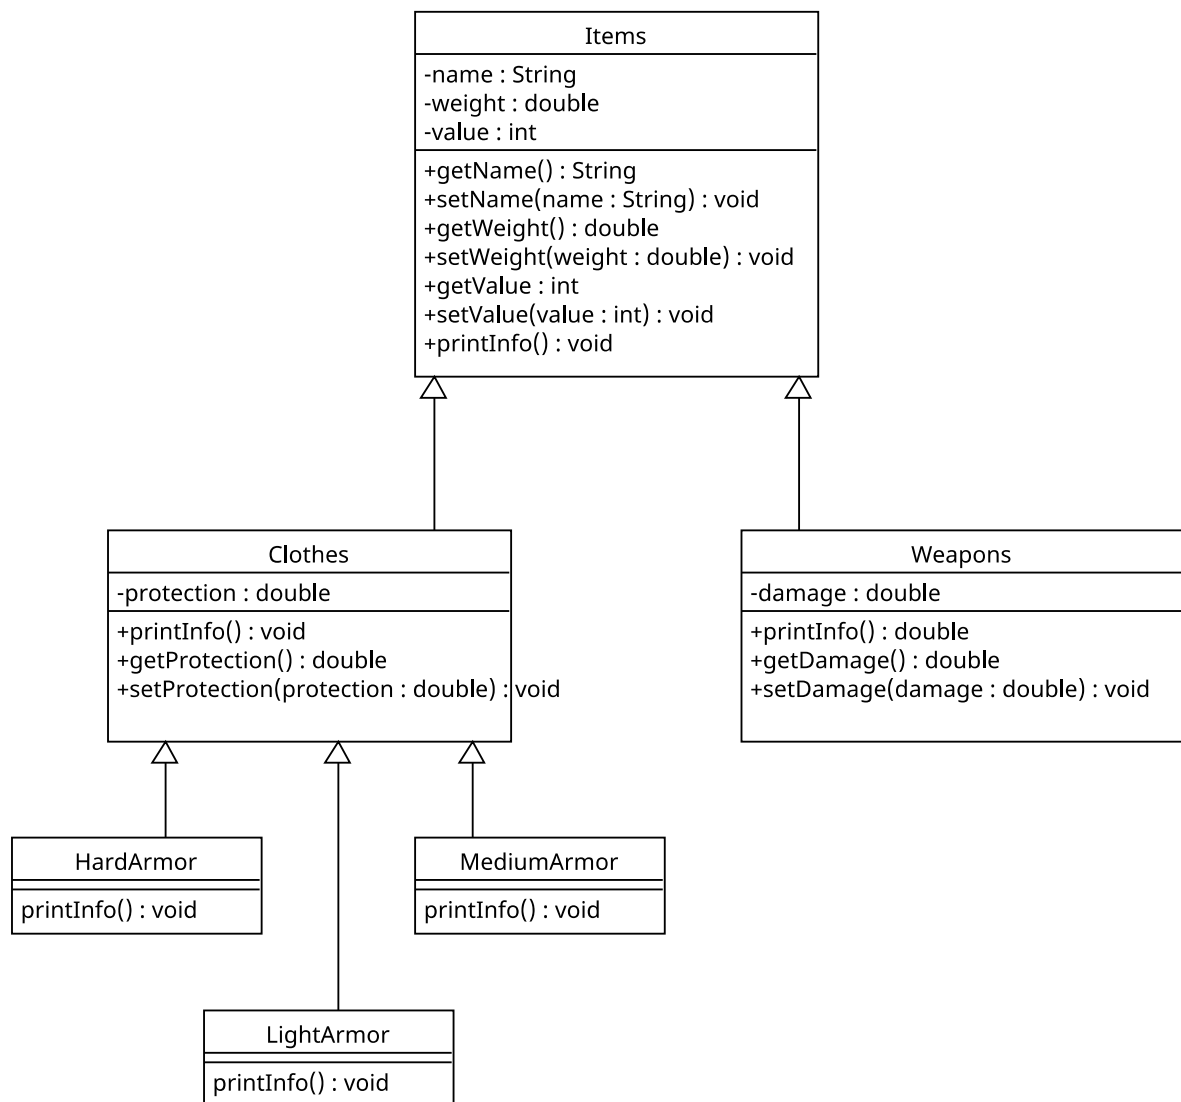 Items
-name : String
-weight : double
-value : int
+getName() : String
+setName(name : String) : void
+getWeight() : double
+setWeight(weight : double) : void
+getValue : int
+setValue(value : int) : void
+printInfo() : void
Clothes
-protection : double
+printInfo() : void
+getProtection() : double
+setProtection(protection : double) : void
Weapons
-damage : double
+printInfo() : double
+getDamage() : double
+setDamage(damage : double) : void
HardArmor
printInfo() : void
MediumArmor
printInfo() : void
LightArmor
printInfo() : void